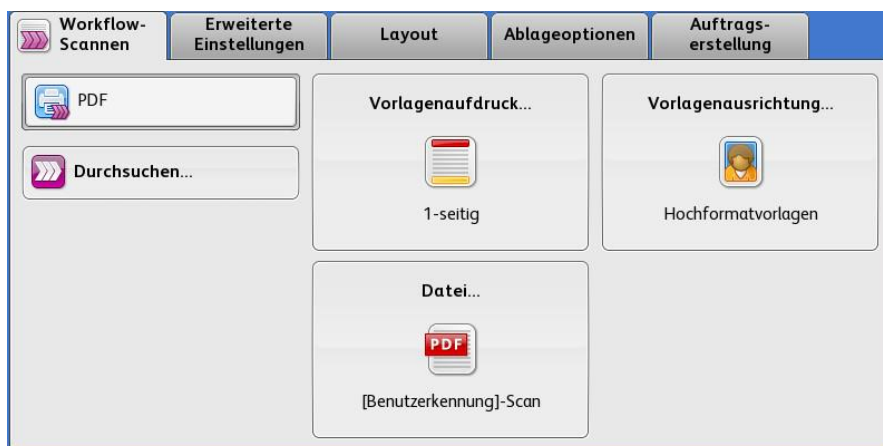 Workflow-
Scannen
Erweiterte
Einstellungen
Layout
Ablageoptionen
Auftrags-
erstellung
PDF
Durchsuchen...
Vorlagenaufdruck...
1-seitig
Vorlagenausrichtung...
Hochformatvorlagen
Datei...
PDF
[Benutzerkennung]-Scan